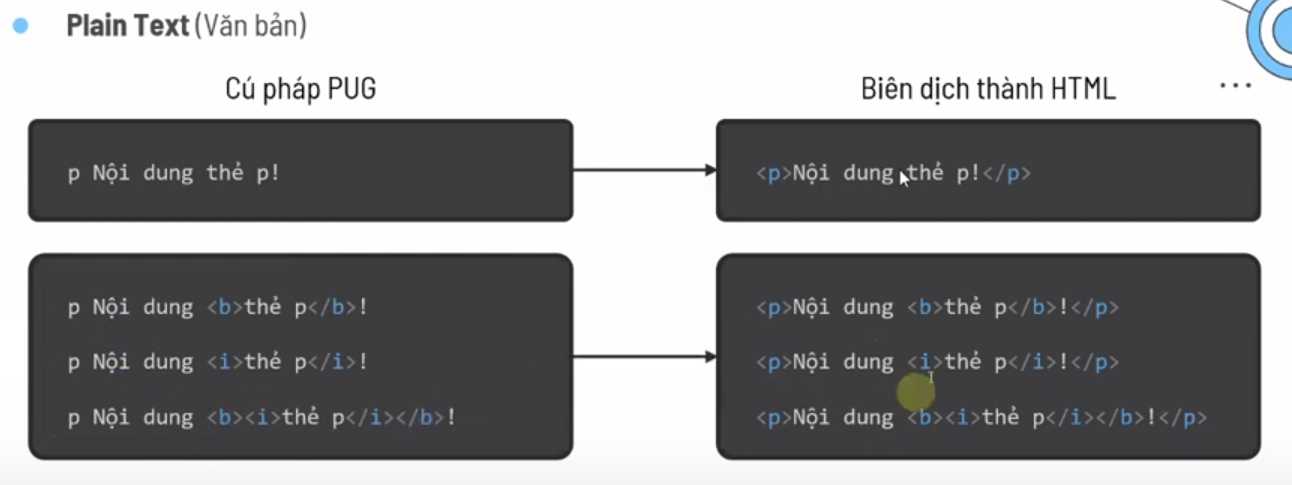 Plain Text (Văn bản)
Cú pháp PUG
Biên dịch thành HTML
...
p Nội dung thẻ p!
<p>Nội dung thẻ p!</p>
p Nội dung <b>thẻ p</b>!
p Nội dung <i>thẻ p</i>!
p Nội dung <b><i>thẻ p</i></b>!
<p>Nội dung <b>thẻ p</b>!</p>
<p>Nội dung <i>thẻ p</i>!</p>
<p>Nội dung <b><i>thẻ p</i></b>!</p>